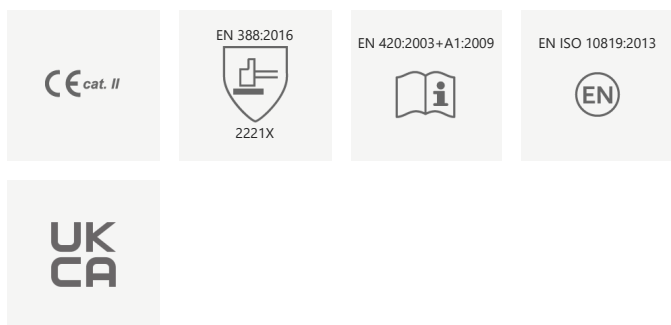 CE cat. II
EN 388:2016
2221X
EN 420:2003+A1:2009
i
EN ISO 10819:2013
EN
UK
CA